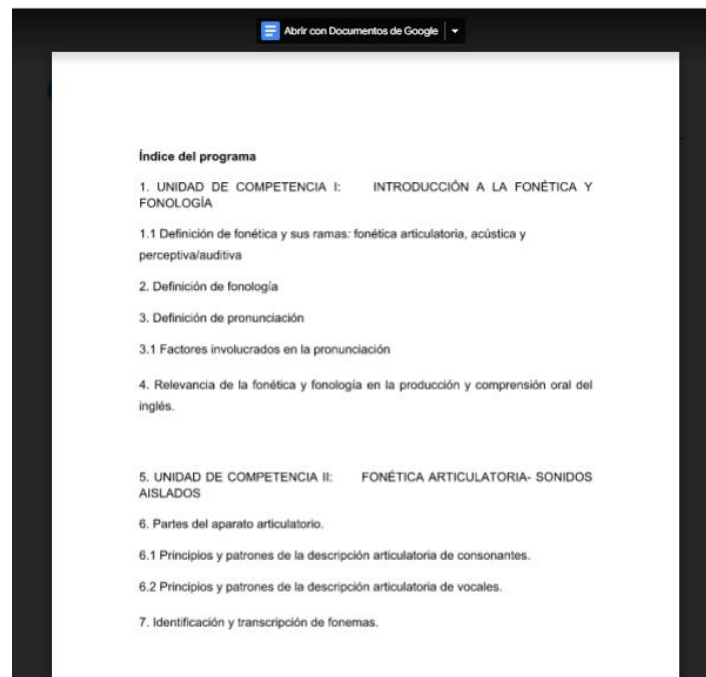 Abrir con Documentos de Google
Índice del programa
1. UNIDAD DE COMPETENCIA I: INTRODUCCIÓN A LA FONÉTICA Y
FONOLOGÍA
1.1 Definición de fonética y sus ramas: fonética articulatoria, acústica y
perceptiva/auditiva
2. Definición de fonología
3. Definición de pronunciación
3.1 Factores involucrados en la pronunciación
4. Relevancia de la fonética y fonología en la producción y comprensión oral del
inglés.
5. UNIDAD DE COMPETENCIA II: FONÉTICA ARTICULATORIA- SONIDOS
AISLADOS
6. Partes del aparato articulatorio.
6.1 Principios y patrones de la descripción articulatoria de consonantes.
6.2 Principios y patrones de la descripción articulatoria de vocales.
7. Identificación y transcripción de fonemas.